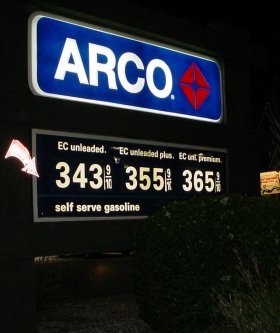 ARCO®
EC unleaded. EC unleaded plus. EC unl. premium.
343 9/10 355 9/10 365 9/10
self serve gasoline